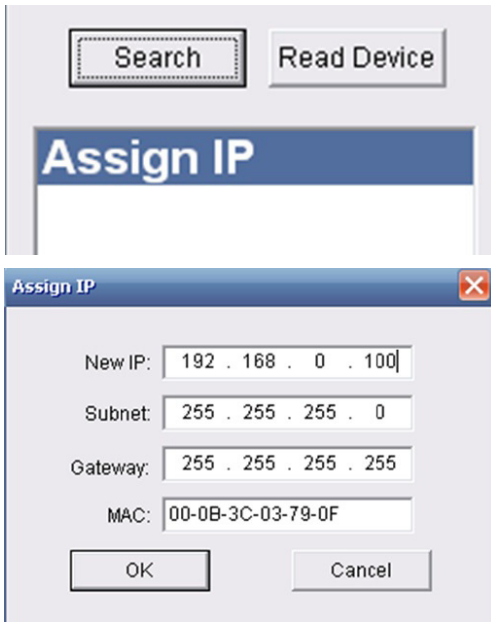 Search Read Device
Assign IP
Assign IP
New IP: 192 . 168 . 0 . 100
Subnet: 255 . 255 . 255 . 0
Gateway: 255 . 255 . 255 . 255
MAC: 00-0B-3C-03-79-0F
OK Cancel